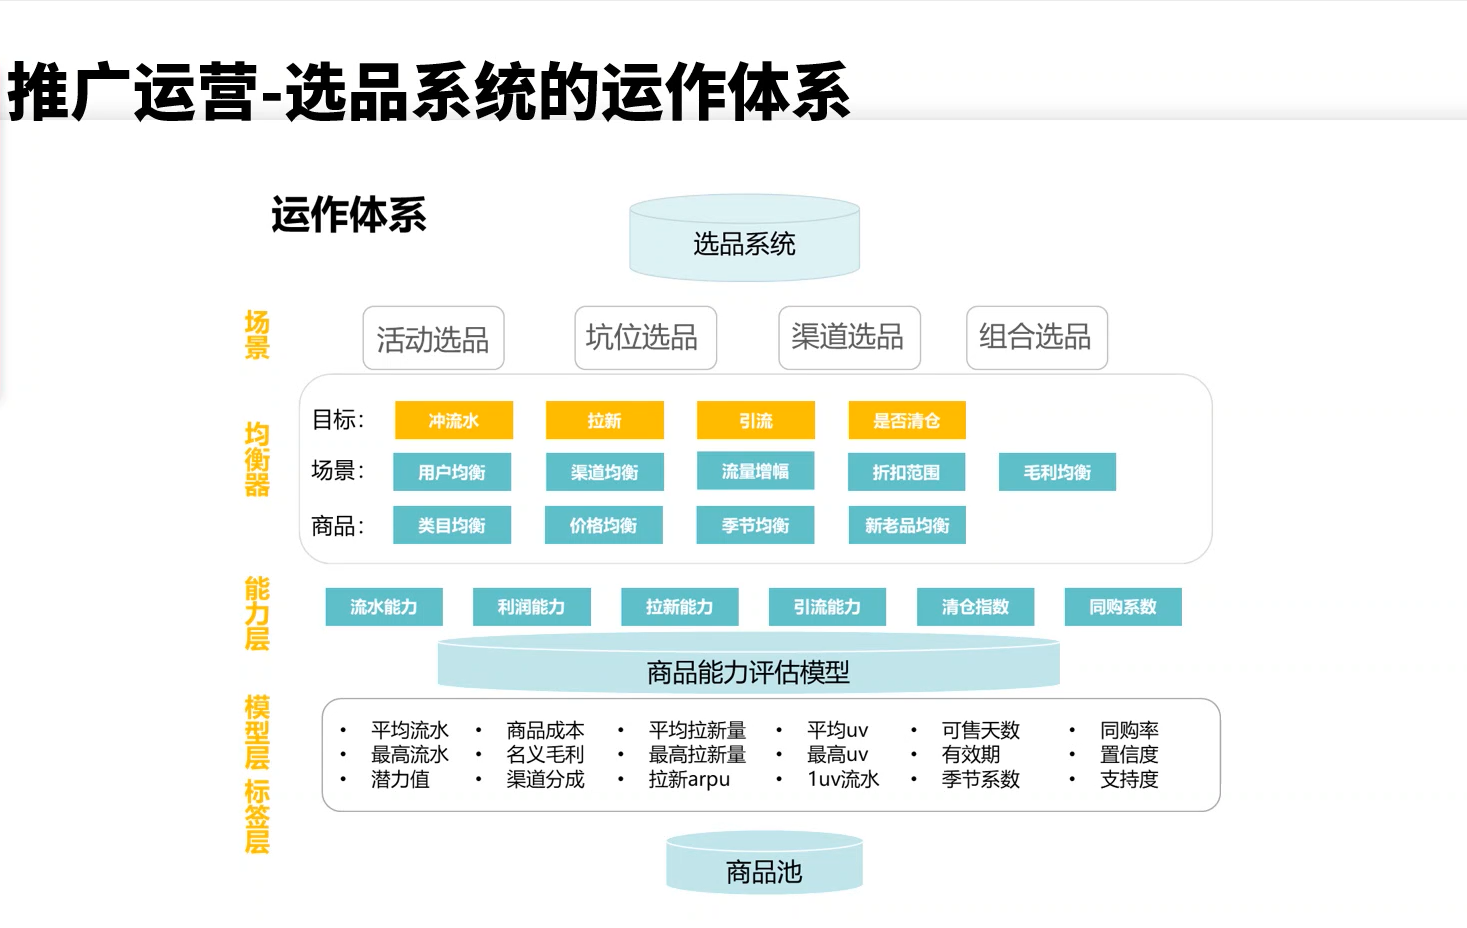 推广运营-选品系统的运作体系
运作体系
选品系统
场景
活动选品
坑位选品
渠道选品
组合选品
均衡器
目标：
冲流水
拉新
引流
是否清仓
场景：
用户均衡
渠道均衡
流量增幅
折扣范围
毛利均衡
商品：
类目均衡
价格均衡
季节均衡
新老品均衡
能力层
流水能力
利润能力
拉新能力
引流能力
清仓指数
同购系数
商品能力评估模型
模型层
标签层
• 平均流水
• 最高流水
• 潜力值
• 商品成本
• 名义毛利
• 渠道分成
• 平均拉新量
• 最高拉新量
• 拉新arpu
• 平均uv
• 最高uv
• 1uv流水
• 可售天数
• 有效期
• 季节系数
• 同购率
• 置信度
• 支持度
商品池